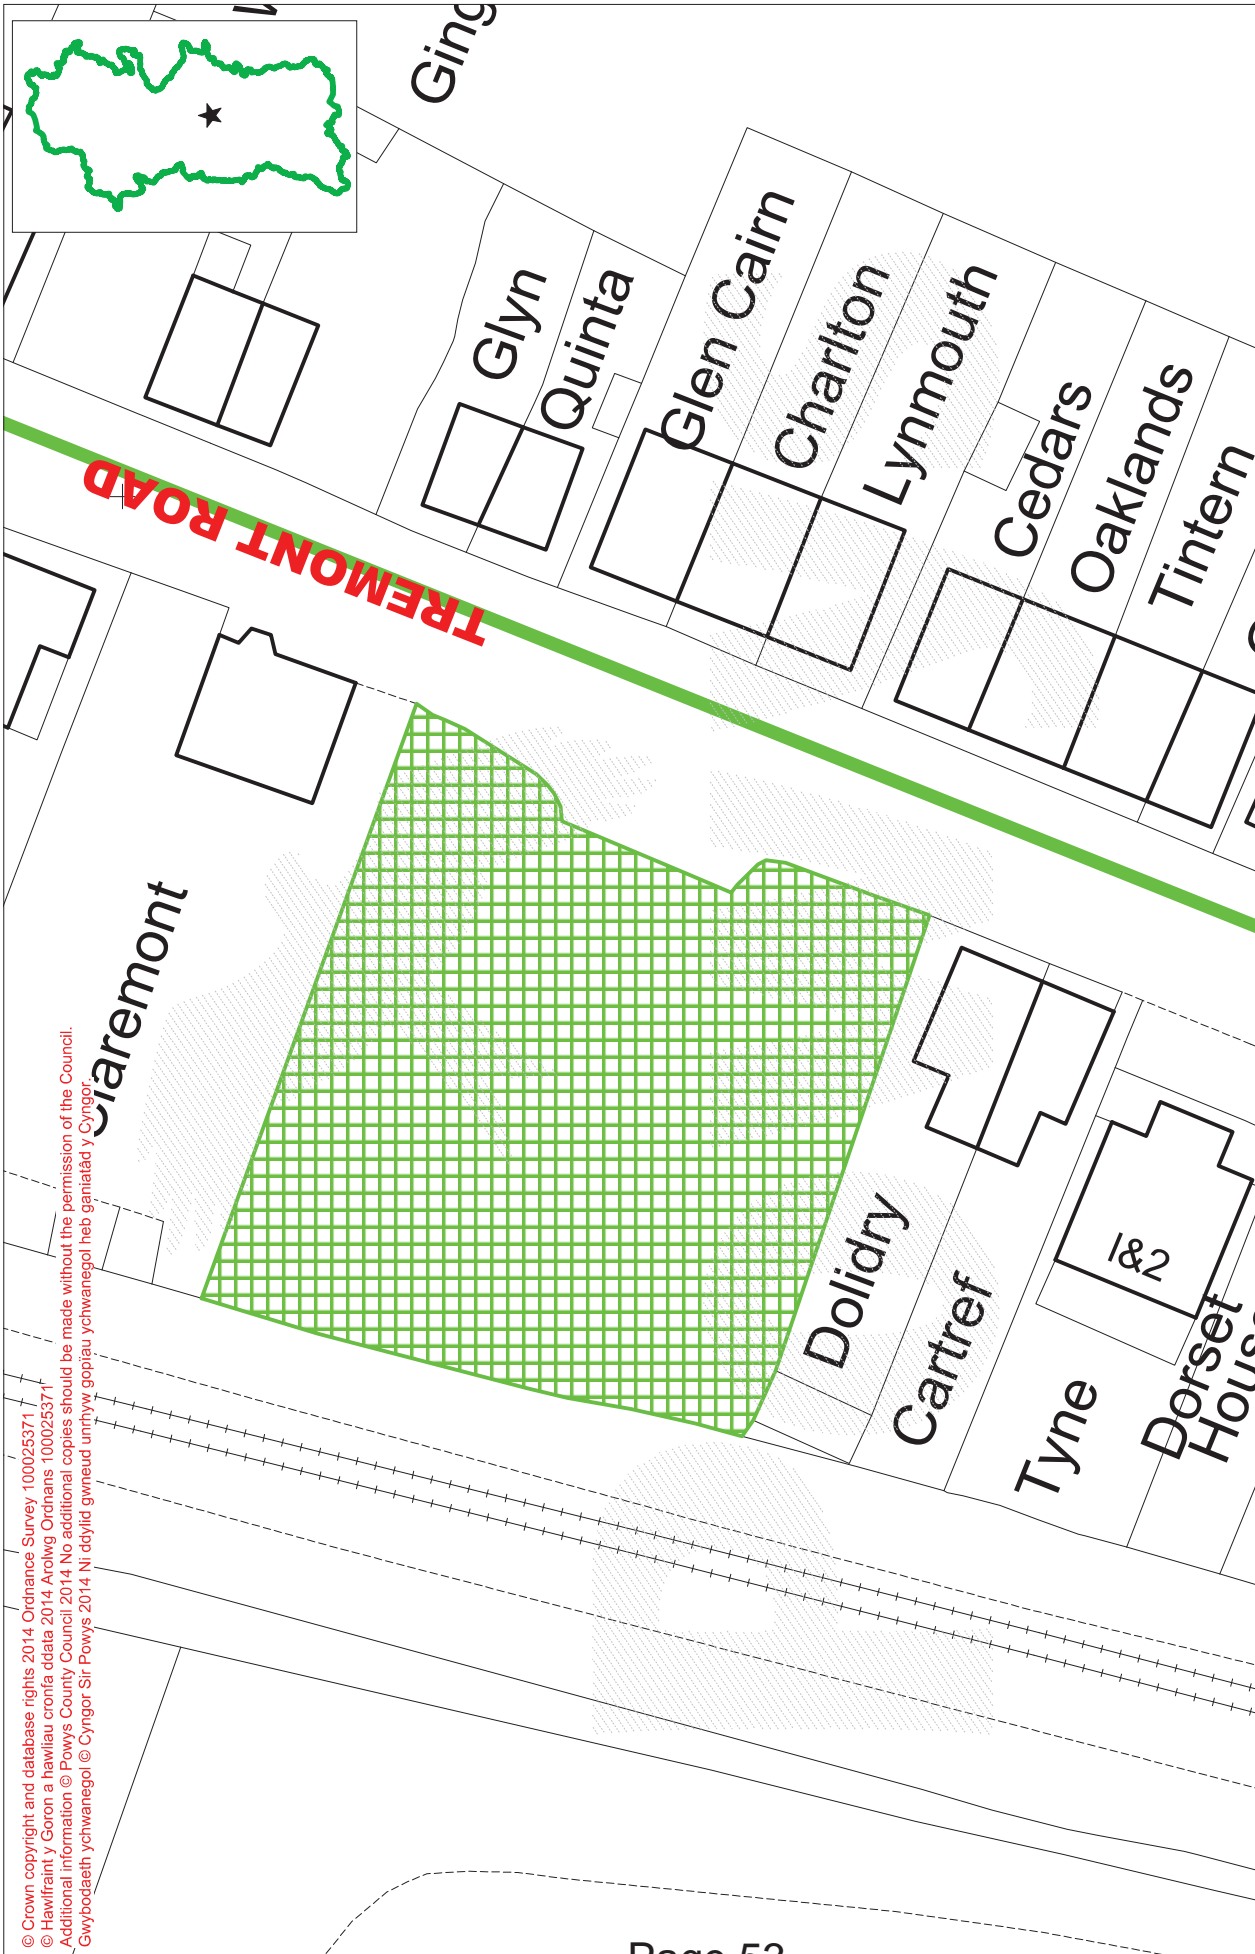 Ging
Glyn
Quinta
Glen Cairn
Charlton
Lynmouth
Cedars
Oaklands
Tintern
TREMONT ROAD
Claremont
Dolidry
Cartref
Tyne
1&2
Dorset
House
© Crown copyright and database rights 2014 Ordnance Survey 100025371
© Hawlfraint y Goron a hawliau cronfa ddata 2014 Arolwg Ordnans 100025371
Additional information © Powys County Council 2014 No additional copies should be made without the permission of the Council.
Gwybodaeth ychwanegol © Cyngor Sir Powys 2014 Ni ddylid gwneud unrhyw gopïau ychwanegol heb ganiatâd y Cyngor.
Page 53